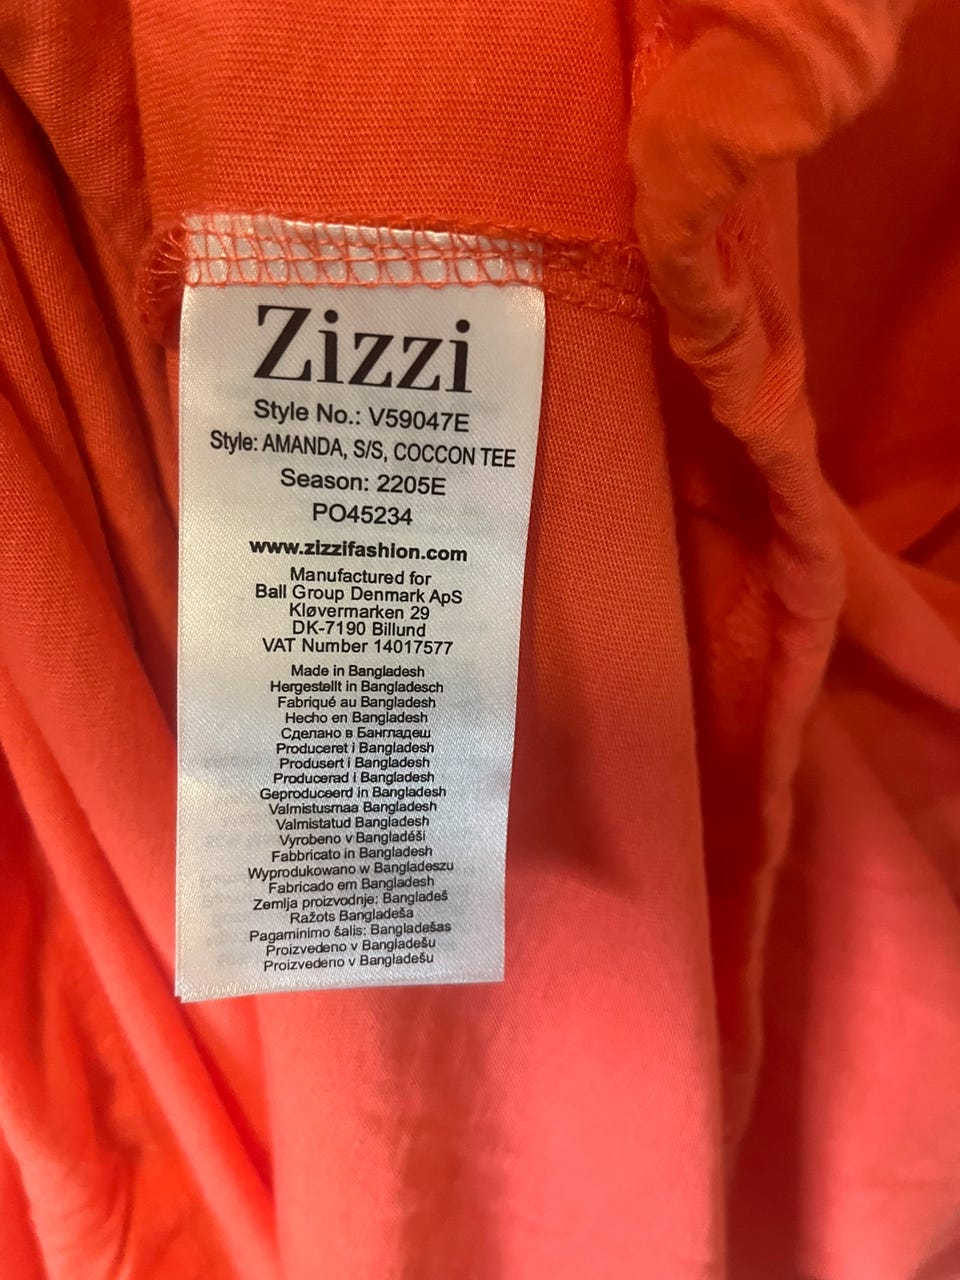 Zizzi
Style No.: V59047E
Style: AMANDA, S/S, COCCON TEE
Season: 2205E
PO45234
www.zizzifashion.com
Manufactured for
Ball Group Denmark ApS
Kløvermarken 29
DK-7190 Billund
VAT Number 14017577
Made in Bangladesh
Hergestellt in Bangladesch
Fabriqué au Bangladesh
Hecho en Bangladesh
Сделано в Бангладеш
Produceret i Bangladesh
Produsert i Bangladesh
Producerad i Bangladesh
Geproduceerd in Bangladesh
Valmistusmaa Bangladesh
Valmistatud Bangladesh
Vyrobeno v Bangladéši
Fabbricato in Bangladesh
Wyprodukowano w Bangladeszu
Fabricado em Bangladesh
Zemlja proizvodnje: Bangladeš
Ražots Bangladeša
Pagaminimo šalis: Bangladešas
Proizvedeno v Bangladešu
Proizvedeno v Bangladešu